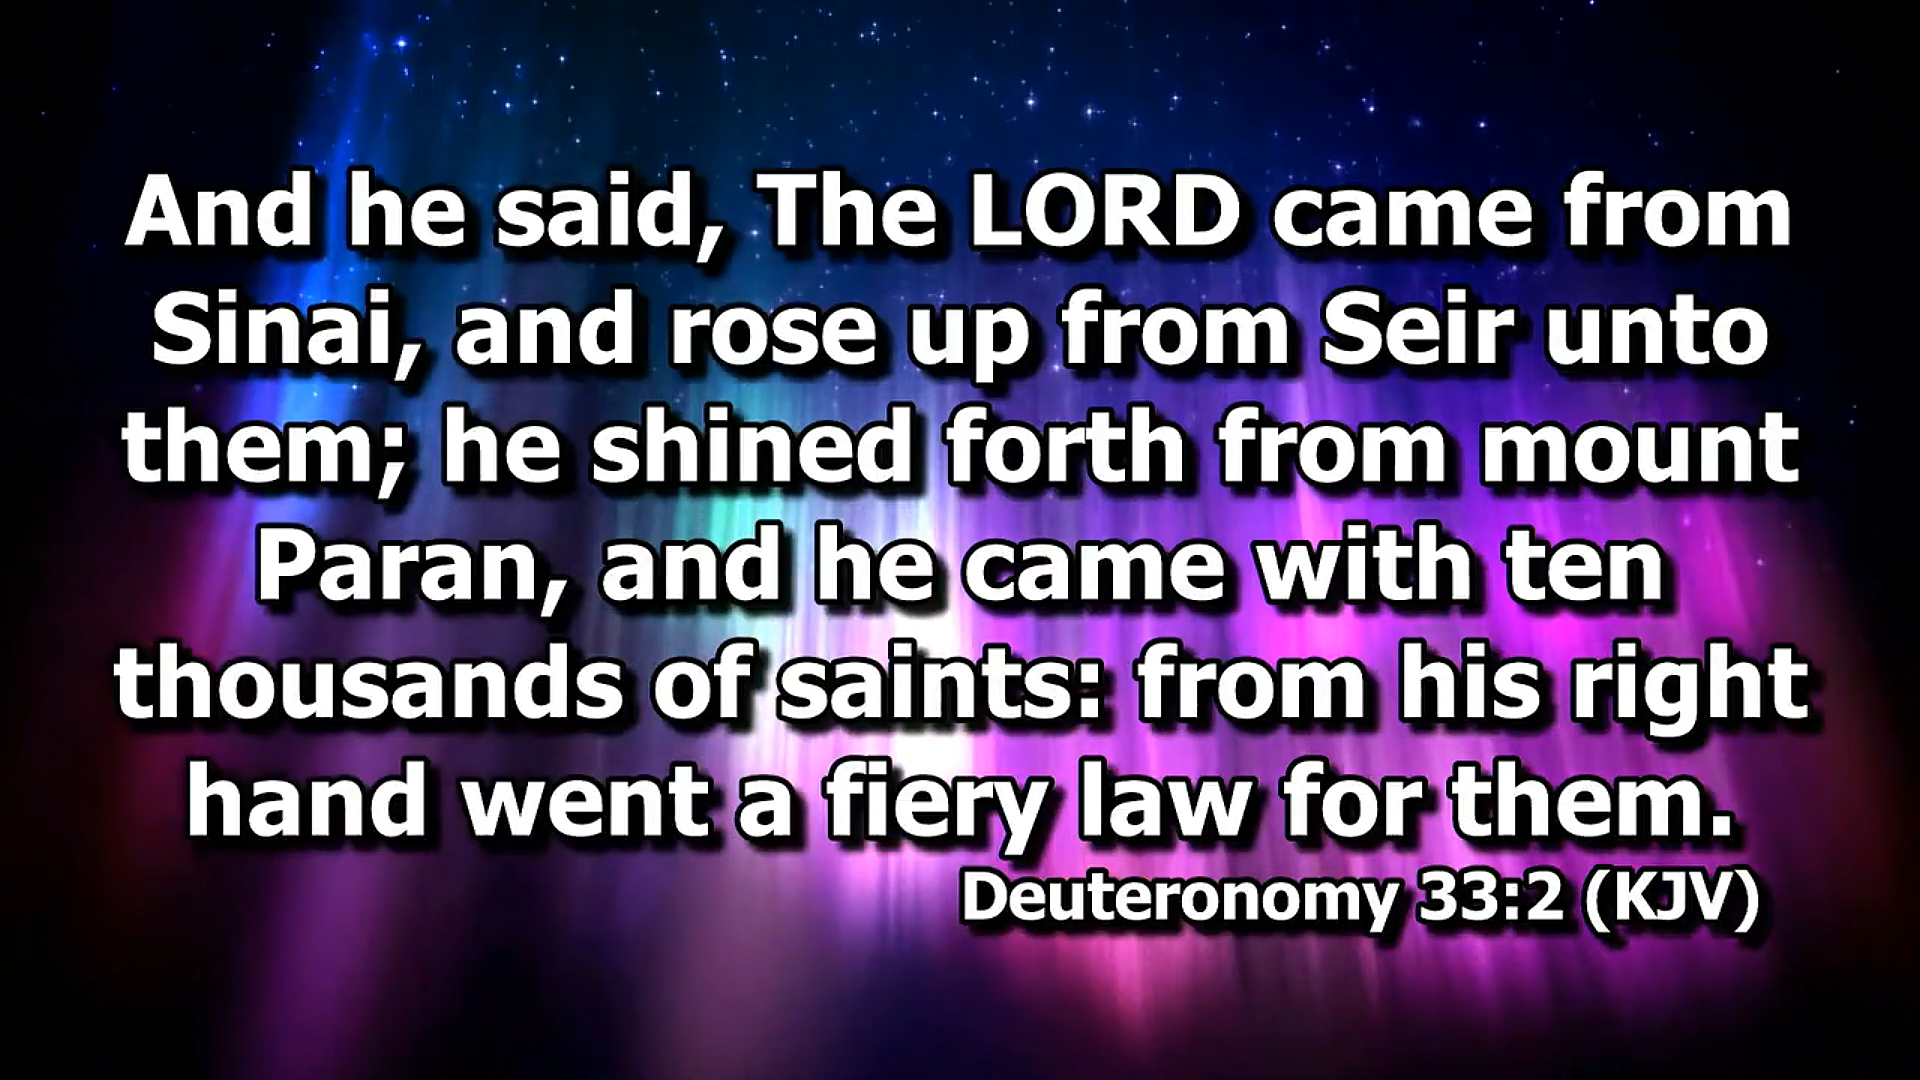 And he said, The LORD came from
Sinai, and rose up from Seir unto
them; he shined forth from mount
Paran, and he came with ten
thousands of saints: from his right
hand went a fiery law for them.
Deuteronomy 33:2 (KJV)